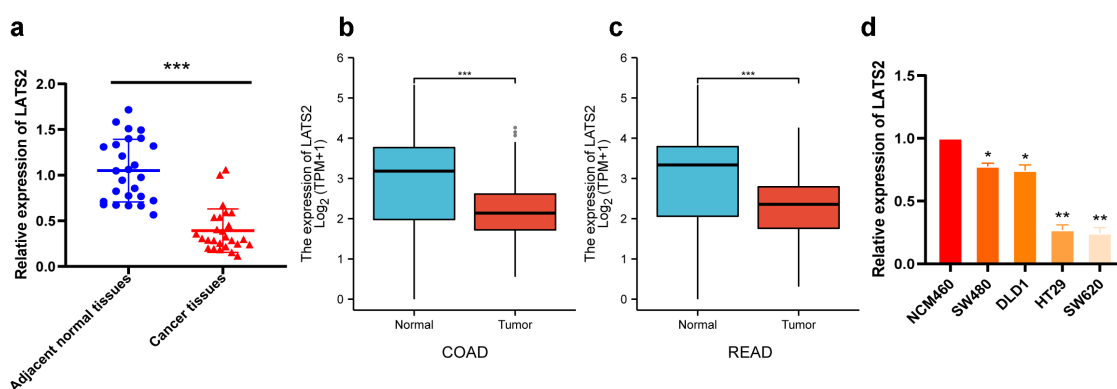 a
Relative expression of LATS2
2.0
1.5
1.0
0.5
0.0
***
Adjacent normal tissues
Cancer tissues
b
The expression of LATS2
Log2 (TPM+1)
6
5
4
3
2
1
0
***
Normal
Tumor
COAD
c
The expression of LATS2
Log2 (TPM+1)
6
5
4
3
2
1
0
***
Normal
Tumor
READ
d
Relative expression of LATS2
1.5
1.0
0.5
0.0
*
*
**
**
NCM460
SW480
DLD1
HT29
SW620